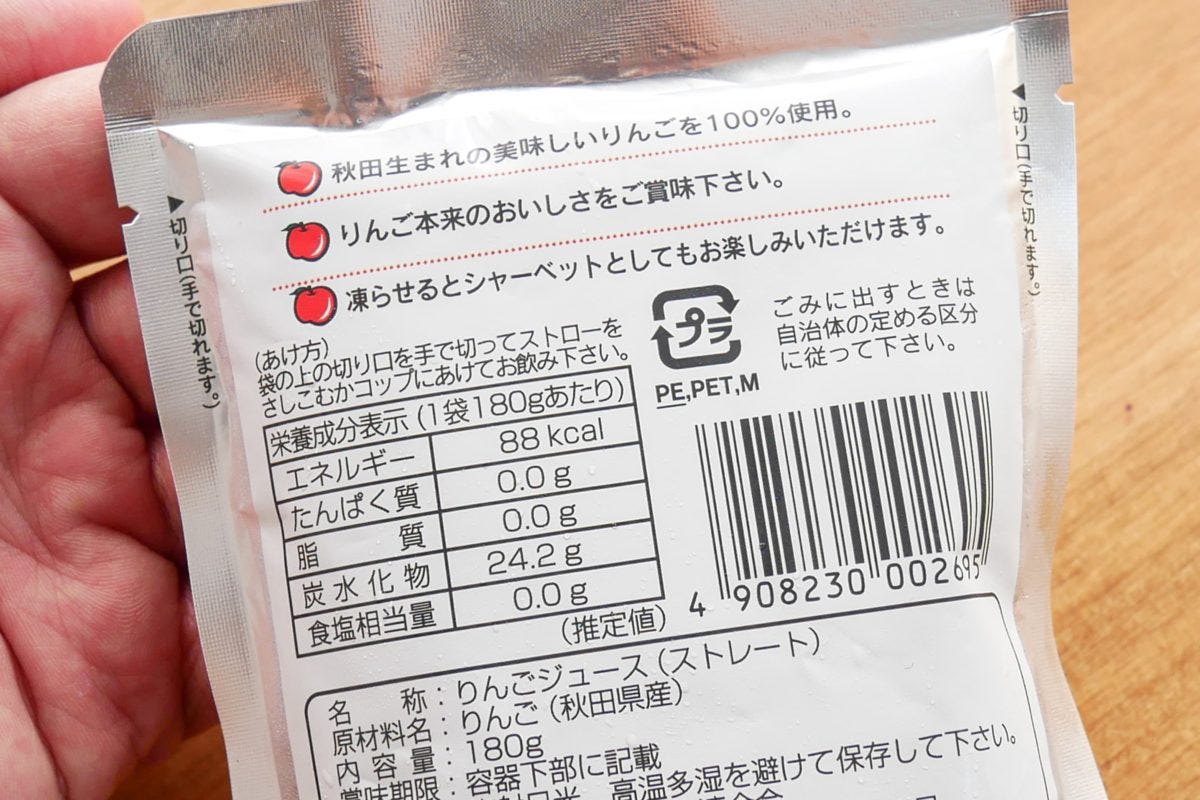 秋田生まれの美味しいりんごを100%使用。
りんご本来のおいしさをご賞味下さい。
凍らせるとシャーベットとしてもお楽しみいただけます。
▲切り口(手で切れます。)
▲切り口(手で切れます。)
(あけ方)
袋の上の切り口を手で切ってストローを
さしこむかコップにあけてお飲み下さい。
プラ
PE,PET,M
ごみに出すときは
自治体の定める区分
に従って下さい。
栄養成分表示(1袋180gあたり)
エネルギー 88kcal
たんぱく質 0.0g
脂質 0.0g
炭水化物 24.2g
食塩相当量 0.0g
(推定値)
4 908230 002695
名称:りんごジュース(ストレート)
原材料名:りんご(秋田県産)
内容量:180g
賞味期限:容器下部に記載
高温多湿を避けて保存して下さい。